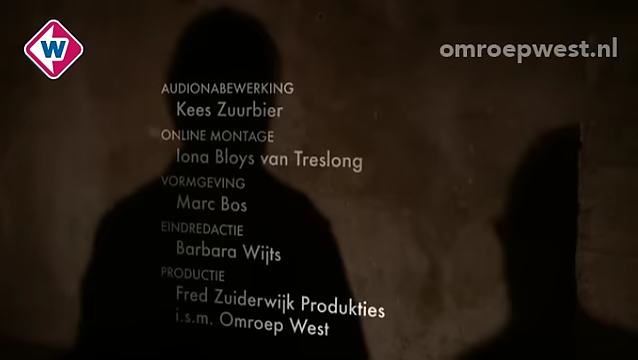 W
omroepwest.nl
AUDIONABEWERKING
Kees Zuurbier
ONLINE MONTAGE
Iona Bloys van Treslong
VORMGEVING
Marc Bos
EINDREDACTIE
Barbara Wijts
PRODUCTIE
Fred Zuiderwijk Produkties
i.s.m. Omroep West